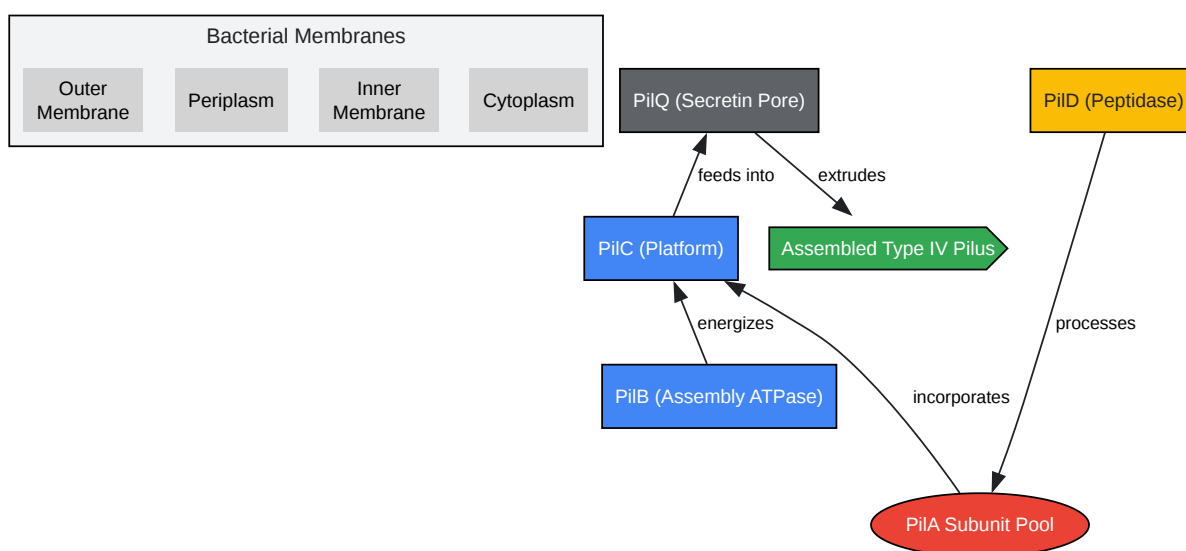 Bacterial Membranes
Outer
Membrane
Periplasm
Inner
Membrane
Cytoplasm
PilQ (Secretin Pore)
PilD (Peptidase)
feeds into
extrudes
PilC (Platform)
Assembled Type IV Pilus
energizes
processes
PilB (Assembly ATPase)
incorporates
PilA Subunit Pool